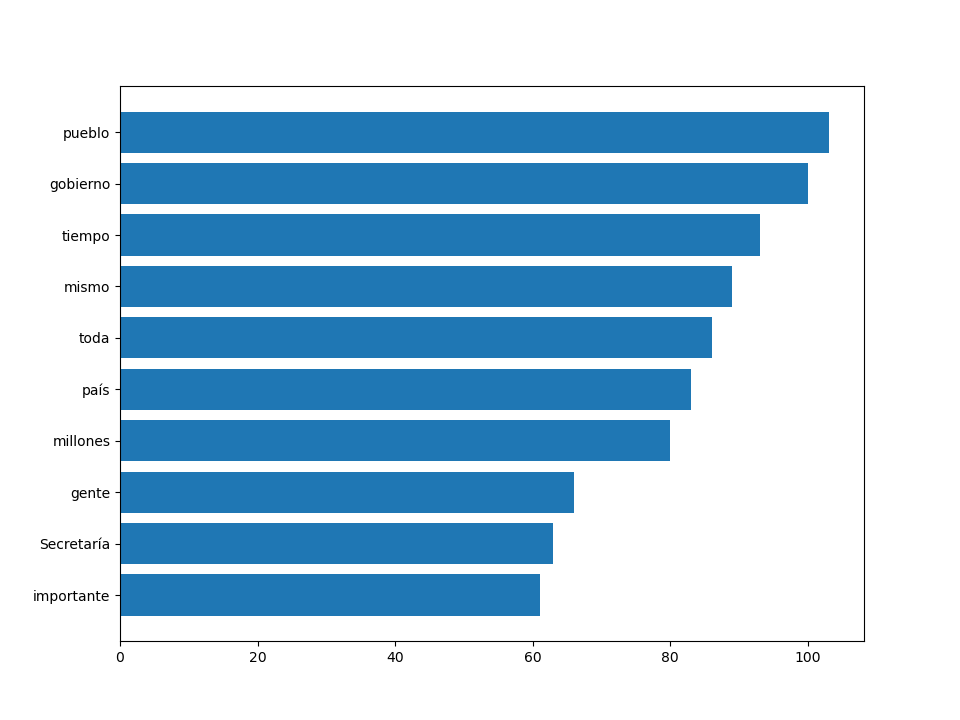 pueblo
gobierno
tiempo
mismo
toda
país
millones
gente
Secretaría
importante
0 20 40 60 80 100